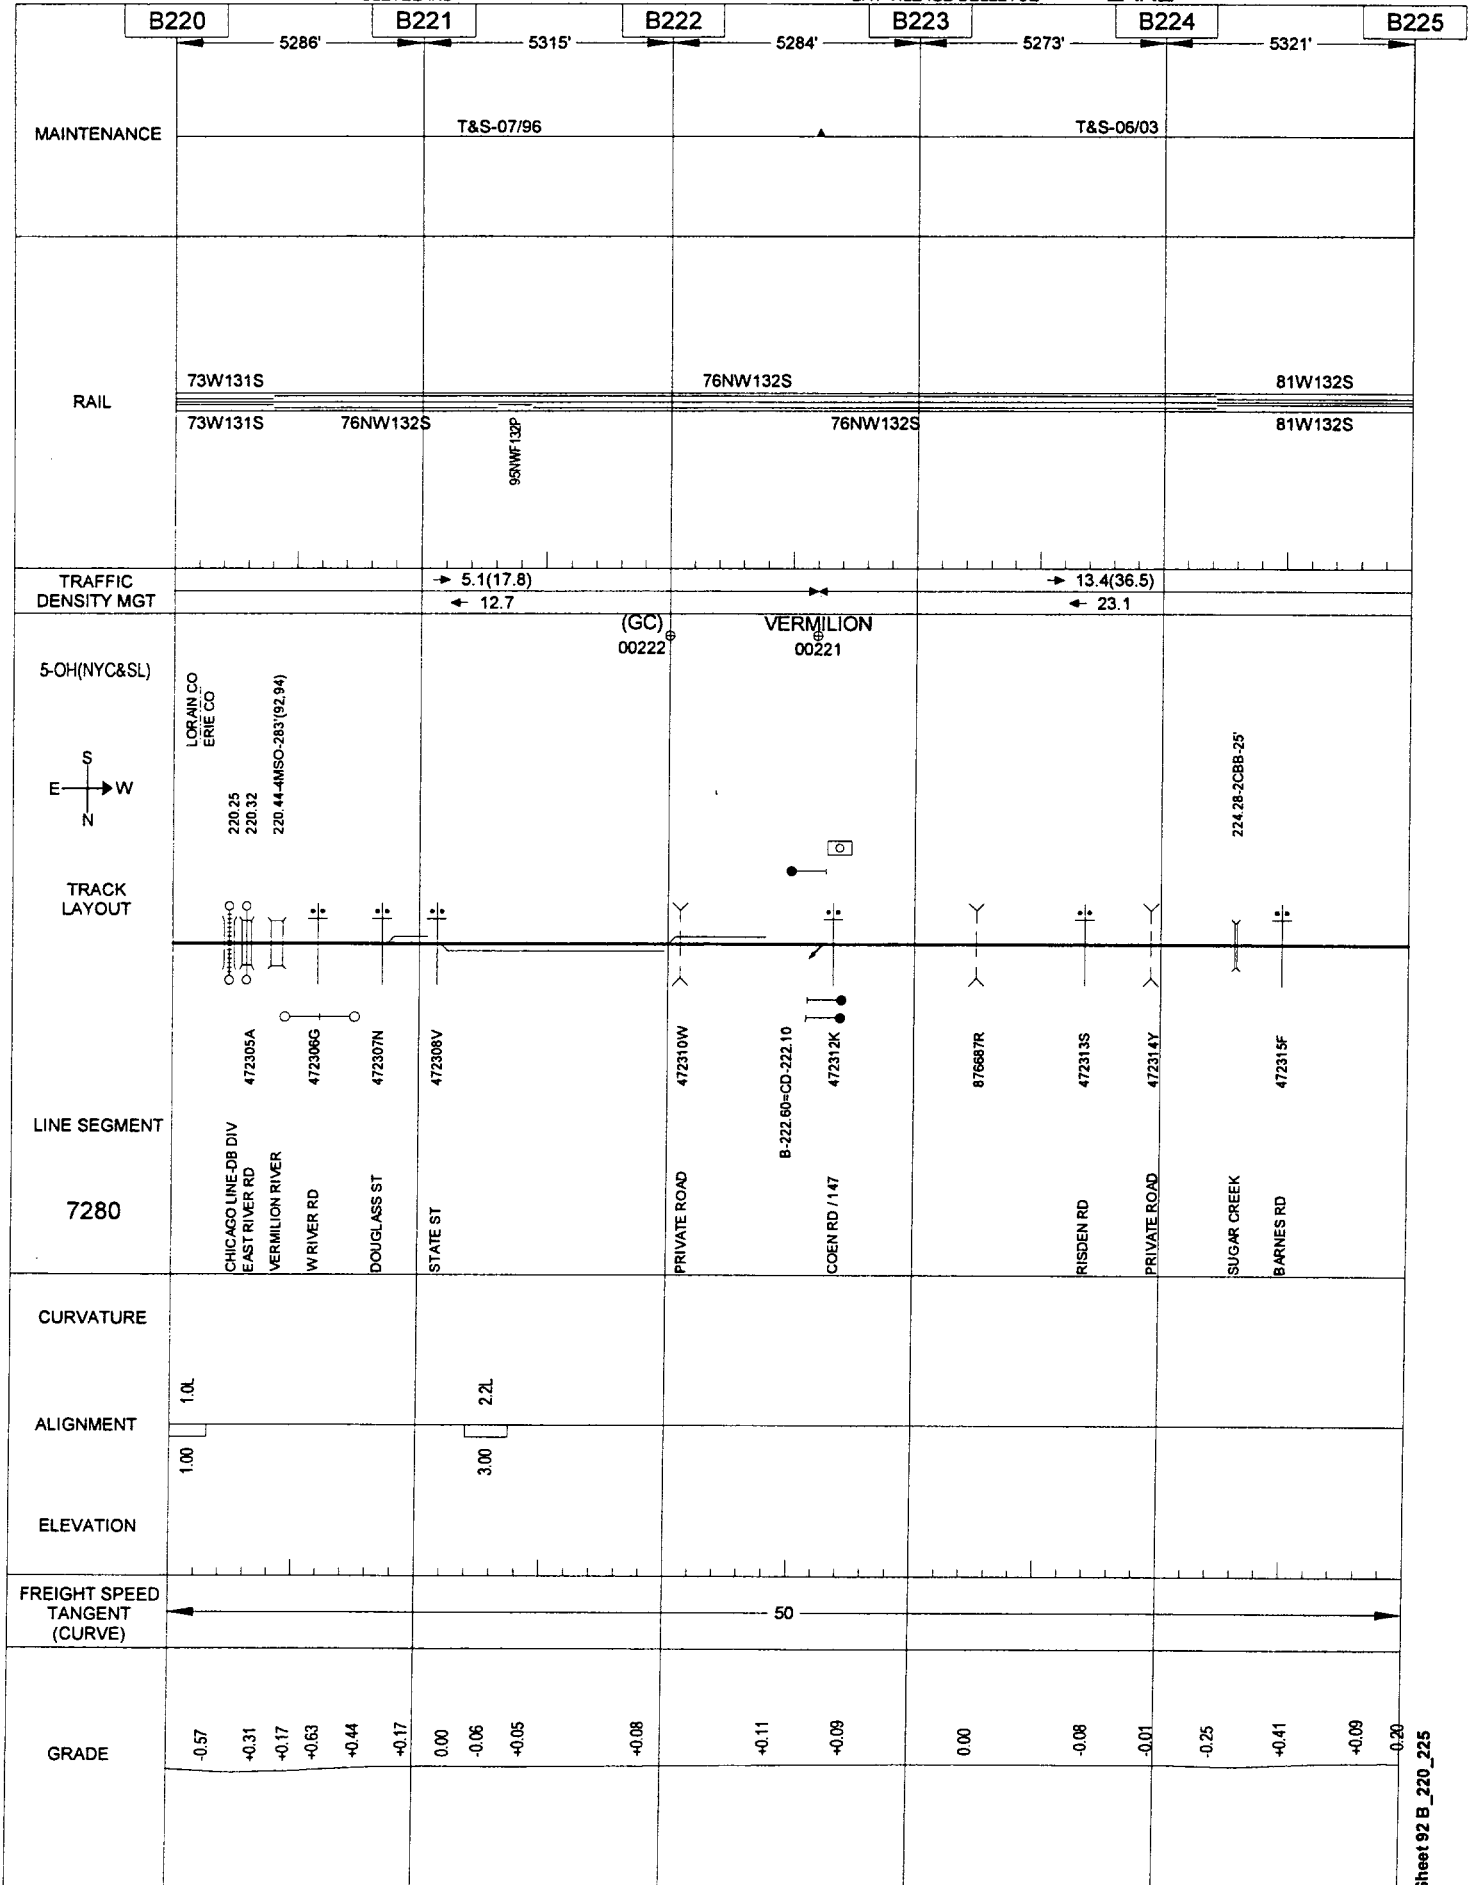 B220
B221
B222
B223
B224
B225
5286'
5315'
5284'
5273'
5321'
MAINTENANCE
T&S-07/96
T&S-06/03
RAIL
73W131S
76NW132S
81W132S
73W131S
76NW132S
95NWF132P
76NW132S
81W132S
TRAFFIC
DENSITY MGT
5.1(17.8)
12.7
13.4(36.5)
23.1
(GC)
00222
VERMILION
00221
5-OH(NYC&SL)
LORAIN CO
ERIE CO
S
E
W
N
220.25
220.32
220.44-4MSO-283'(92,94)
224.28-2CBB-25'
TRACK
LAYOUT
472305A
472306G
472307N
472308V
472310W
B-222.60=CD-222.10
472312K
876687R
472313S
472314Y
472315F
LINE SEGMENT
7280
CHICAGO LINE-DB DIV
EAST RIVER RD
VERMILION RIVER
W RIVER RD
DOUGLASS ST
STATE ST
PRIVATE ROAD
COEN RD / 147
RISDEN RD
PRIVATE ROAD
SUGAR CREEK
BARNES RD
CURVATURE
1.0L
2.2L
ALIGNMENT
1.00
3.00
ELEVATION
FREIGHT SPEED
TANGENT
(CURVE)
50
GRADE
-0.57
+0.31
+0.17
+0.63
+0.44
+0.17
0.00
-0.06
+0.05
+0.08
+0.11
+0.09
0.00
-0.08
-0.01
-0.25
+0.41
+0.09
-0.20
Sheet 92 B_220_225